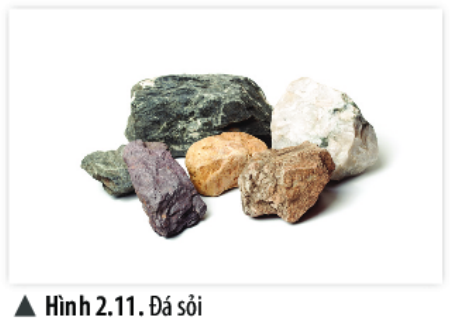 ▲ Hình 2.11. Đá sỏi